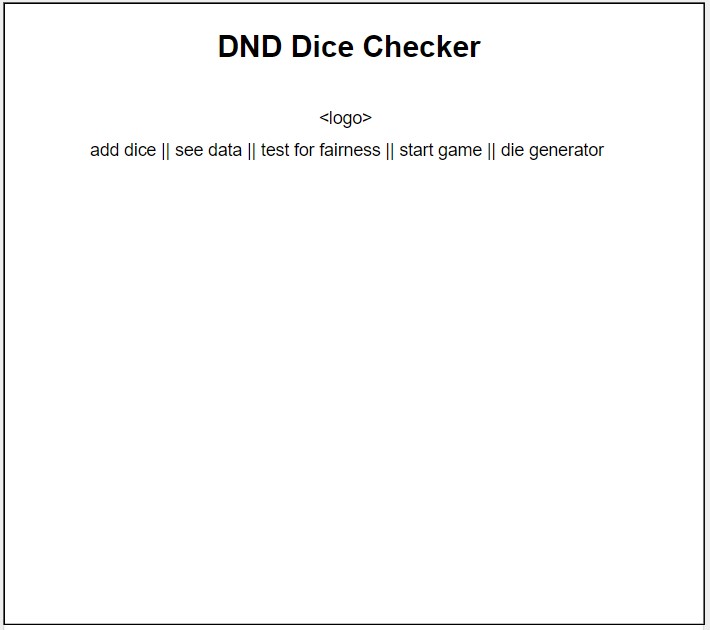 DND Dice Checker
<logo>
add dice || see data || test for fairness || start game || die generator